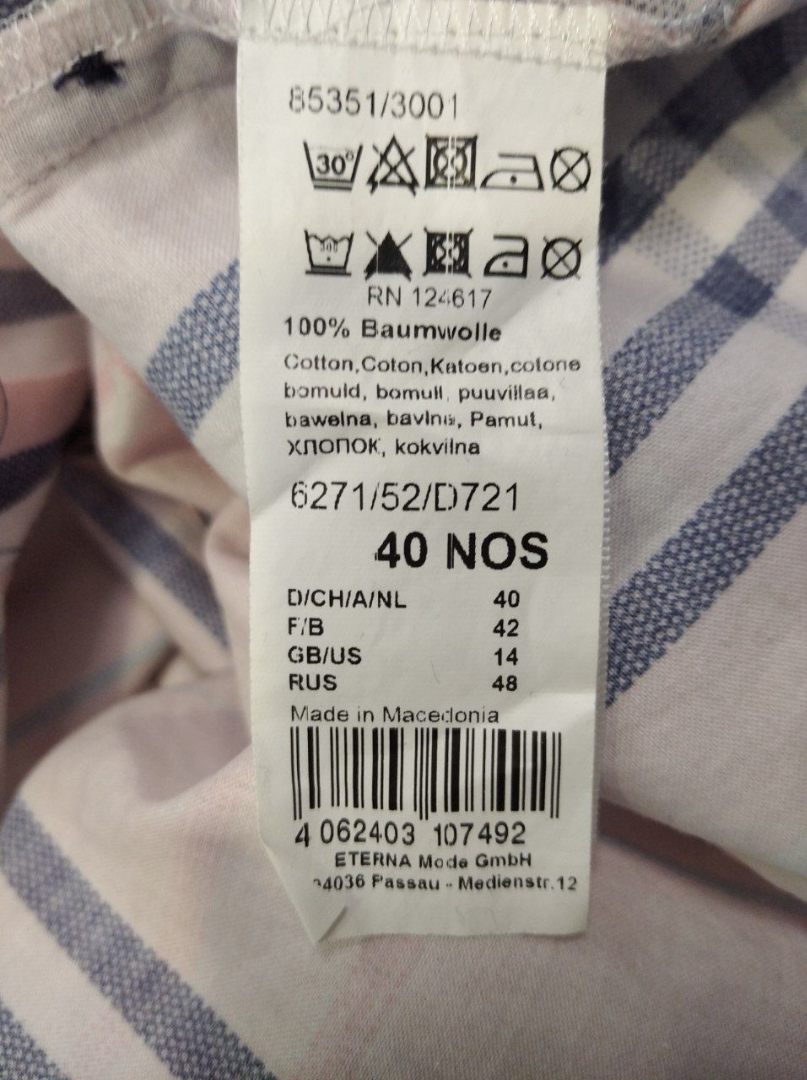 85351/3001
30°
RN 124617
100% Baumwolle
Cotton,Coton,Katoen,cotone
bomuld, bomull, puuvillaa,
bawelna, bavlna, Pamut,
хлопок, kokvilna
6271/52/D721
40 NOS
D/CH/A/NL 40
F/B 42
GB/US 14
RUS 48
Made in Macedonia
4 062403 107492
ETERNA Mode GmbH
94036 Passau - Medienstr.12